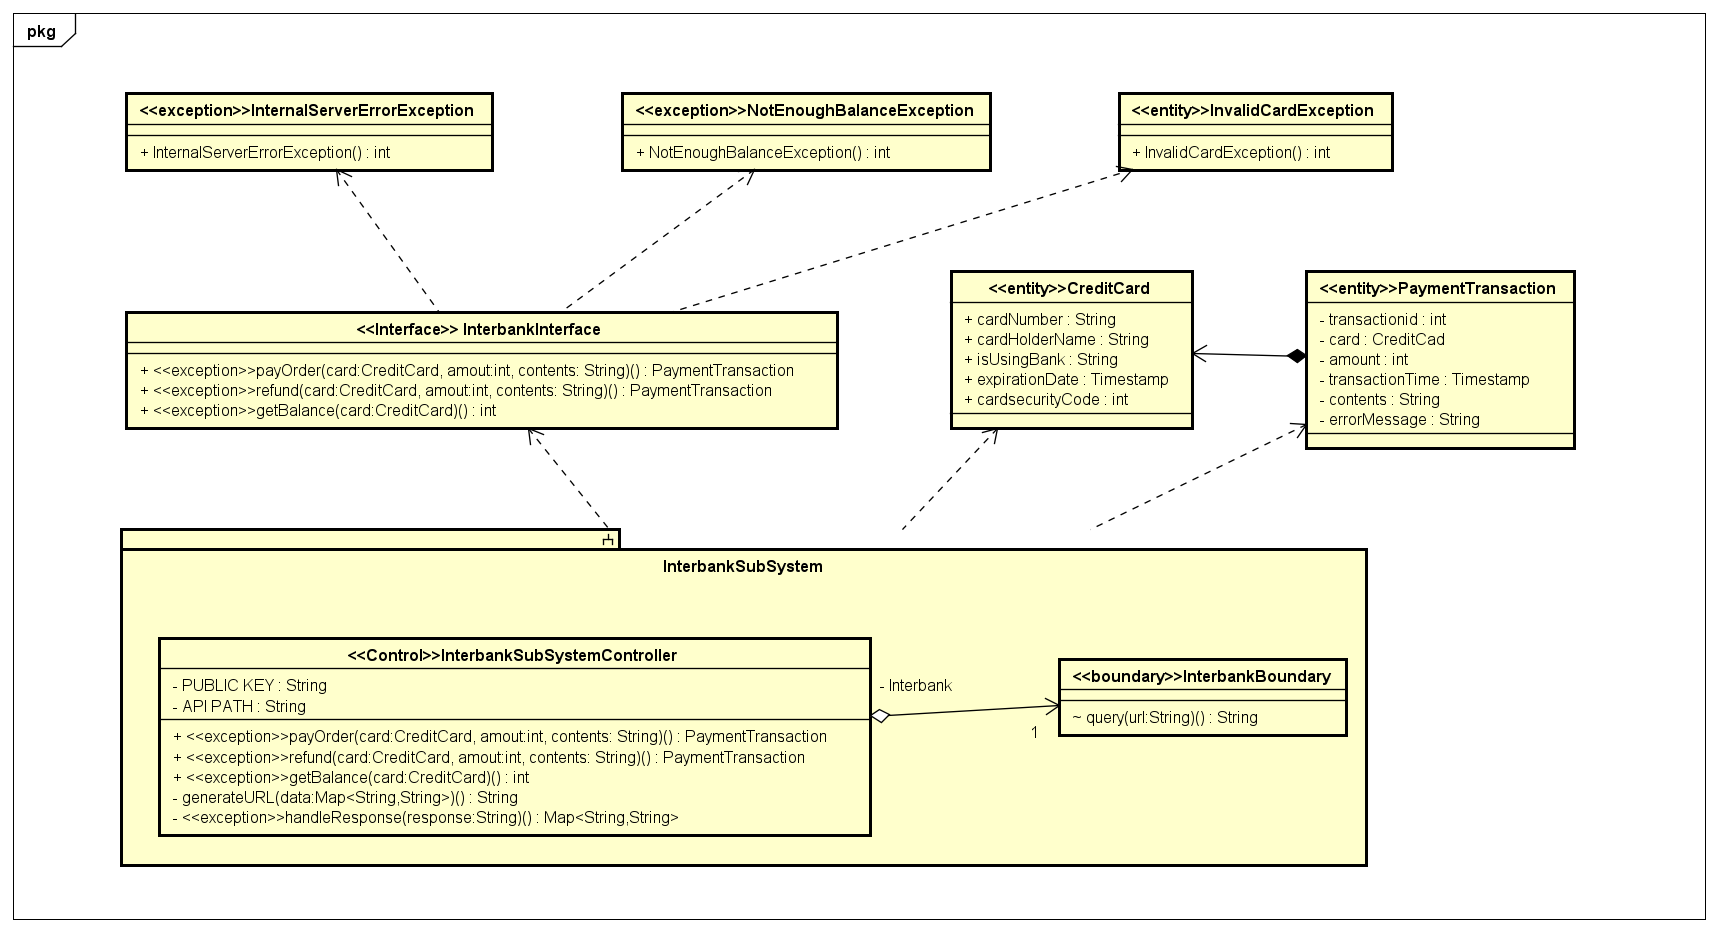 pkg
<<exception>>InternalServerErrorException
+ InternalServerErrorException() : int
<<exception>>NotEnoughBalanceException
+ NotEnoughBalanceException() : int
<<entity>>InvalidCardException
+ InvalidCardException() : int
<<Interface>> InterbankInterface
+ <<exception>>payOrder(card:CreditCard, amout:int, contents: String)() : PaymentTransaction
+ <<exception>>refund(card:CreditCard, amout:int, contents: String)() : PaymentTransaction
+ <<exception>>getBalance(card:CreditCard)() : int
<<entity>>CreditCard
+ cardNumber : String
+ cardHolderName : String
+ isUsingBank : String
+ expirationDate : Timestamp
+ cardsecurityCode : int
<<entity>>PaymentTransaction
- transactionid : int
- card : CreditCad
- amount : int
- transactionTime : Timestamp
- contents : String
- errorMessage : String
InterbankSubSystem
<<Control>>InterbankSubSystemController
- PUBLIC KEY : String
- API PATH : String
+ <<exception>>payOrder(card:CreditCard, amout:int, contents: String)() : PaymentTransaction
+ <<exception>>refund(card:CreditCard, amout:int, contents: String)() : PaymentTransaction
+ <<exception>>getBalance(card:CreditCard)() : int
- generateURL(data:Map<String,String>)() : String
- <<exception>>handleResponse(response:String)() : Map<String,String>
- Interbank
1
<<boundary>>InterbankBoundary
~ query(url:String)() : String